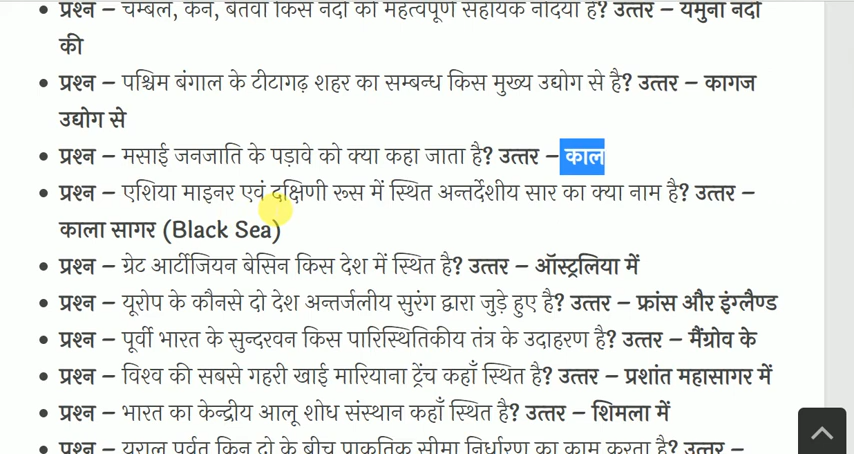 प्रश्न – चम्बल, केन, बेतवा किस नदी की महत्वपूर्ण सहायक नदियाँ है? उत्तर – यमुना नदी
की
प्रश्न – पश्चिम बंगाल के टीटागढ़ शहर का सम्बन्ध किस मुख्य उद्योग से है? उत्तर – कागज
उद्योग से
प्रश्न – मसाई जनजाति के पड़ावे को क्या कहा जाता है? उत्तर – काल
प्रश्न – एशिया माइनर एवं दक्षिणी रूस में स्थित अन्तर्देशीय सार का क्या नाम है? उत्तर –
काला सागर (Black Sea)
प्रश्न – ग्रेट आर्टीजियन बेसिन किस देश में स्थित है? उत्तर – ऑस्ट्रलिया में
प्रश्न – यूरोप के कौनसे दो देश अन्तर्जलीय सुरंग द्वारा जुड़े हुए है? उत्तर – फ्रांस और इंग्लैण्ड
प्रश्न – पूर्वी भारत के सुन्दरवन किस पारिस्थितिकीय तंत्र के उदाहरण है? उत्तर – मैंग्रोव के
प्रश्न – विश्व की सबसे गहरी खाई मारियाना ट्रेंच कहाँ स्थित है? उत्तर – प्रशांत महासागर में
प्रश्न – भारत का केन्द्रीय आलू शोध संस्थान कहाँ स्थित है? उत्तर – शिमला में
प्रश्न – यूराल पर्वत किन दो के बीच प्राकृतिक सीमा निर्धारण का काम करता है? उत्तर –